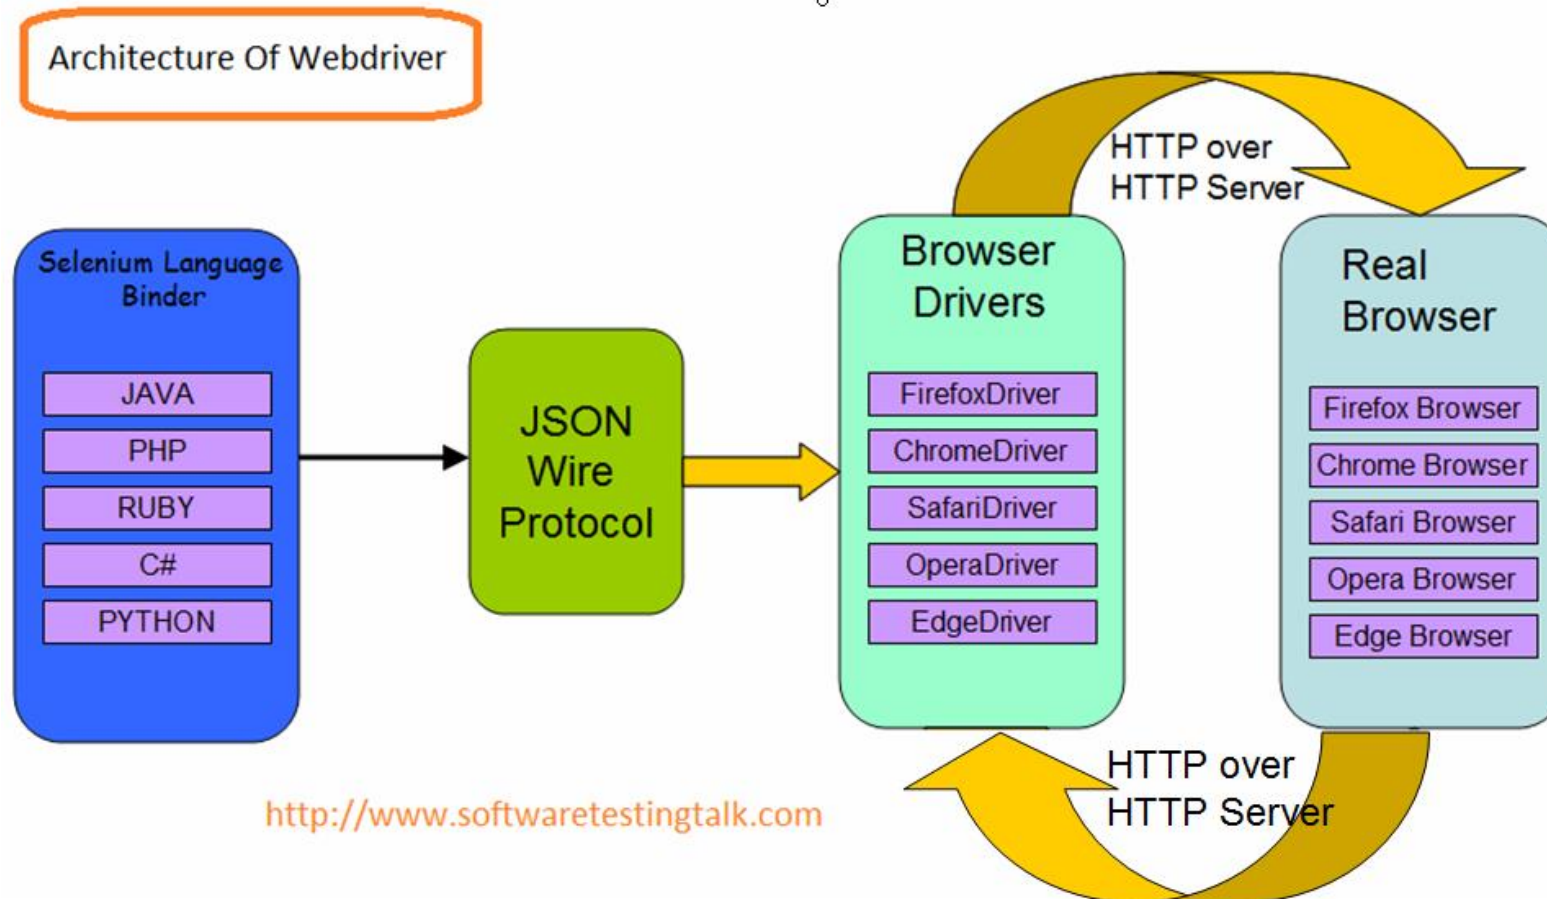 Architecture Of Webdriver
Selenium Language
Binder
JAVA
PHP
RUBY
C#
PYTHON
JSON
Wire
Protocol
Browser
Drivers
FirefoxDriver
ChromeDriver
SafariDriver
OperaDriver
EdgeDriver
HTTP over
HTTP Server
Real
Browser
Firefox Browser
Chrome Browser
Safari Browser
Opera Browser
Edge Browser
HTTP over
HTTP Server
http://www.softwaretestingtalk.com